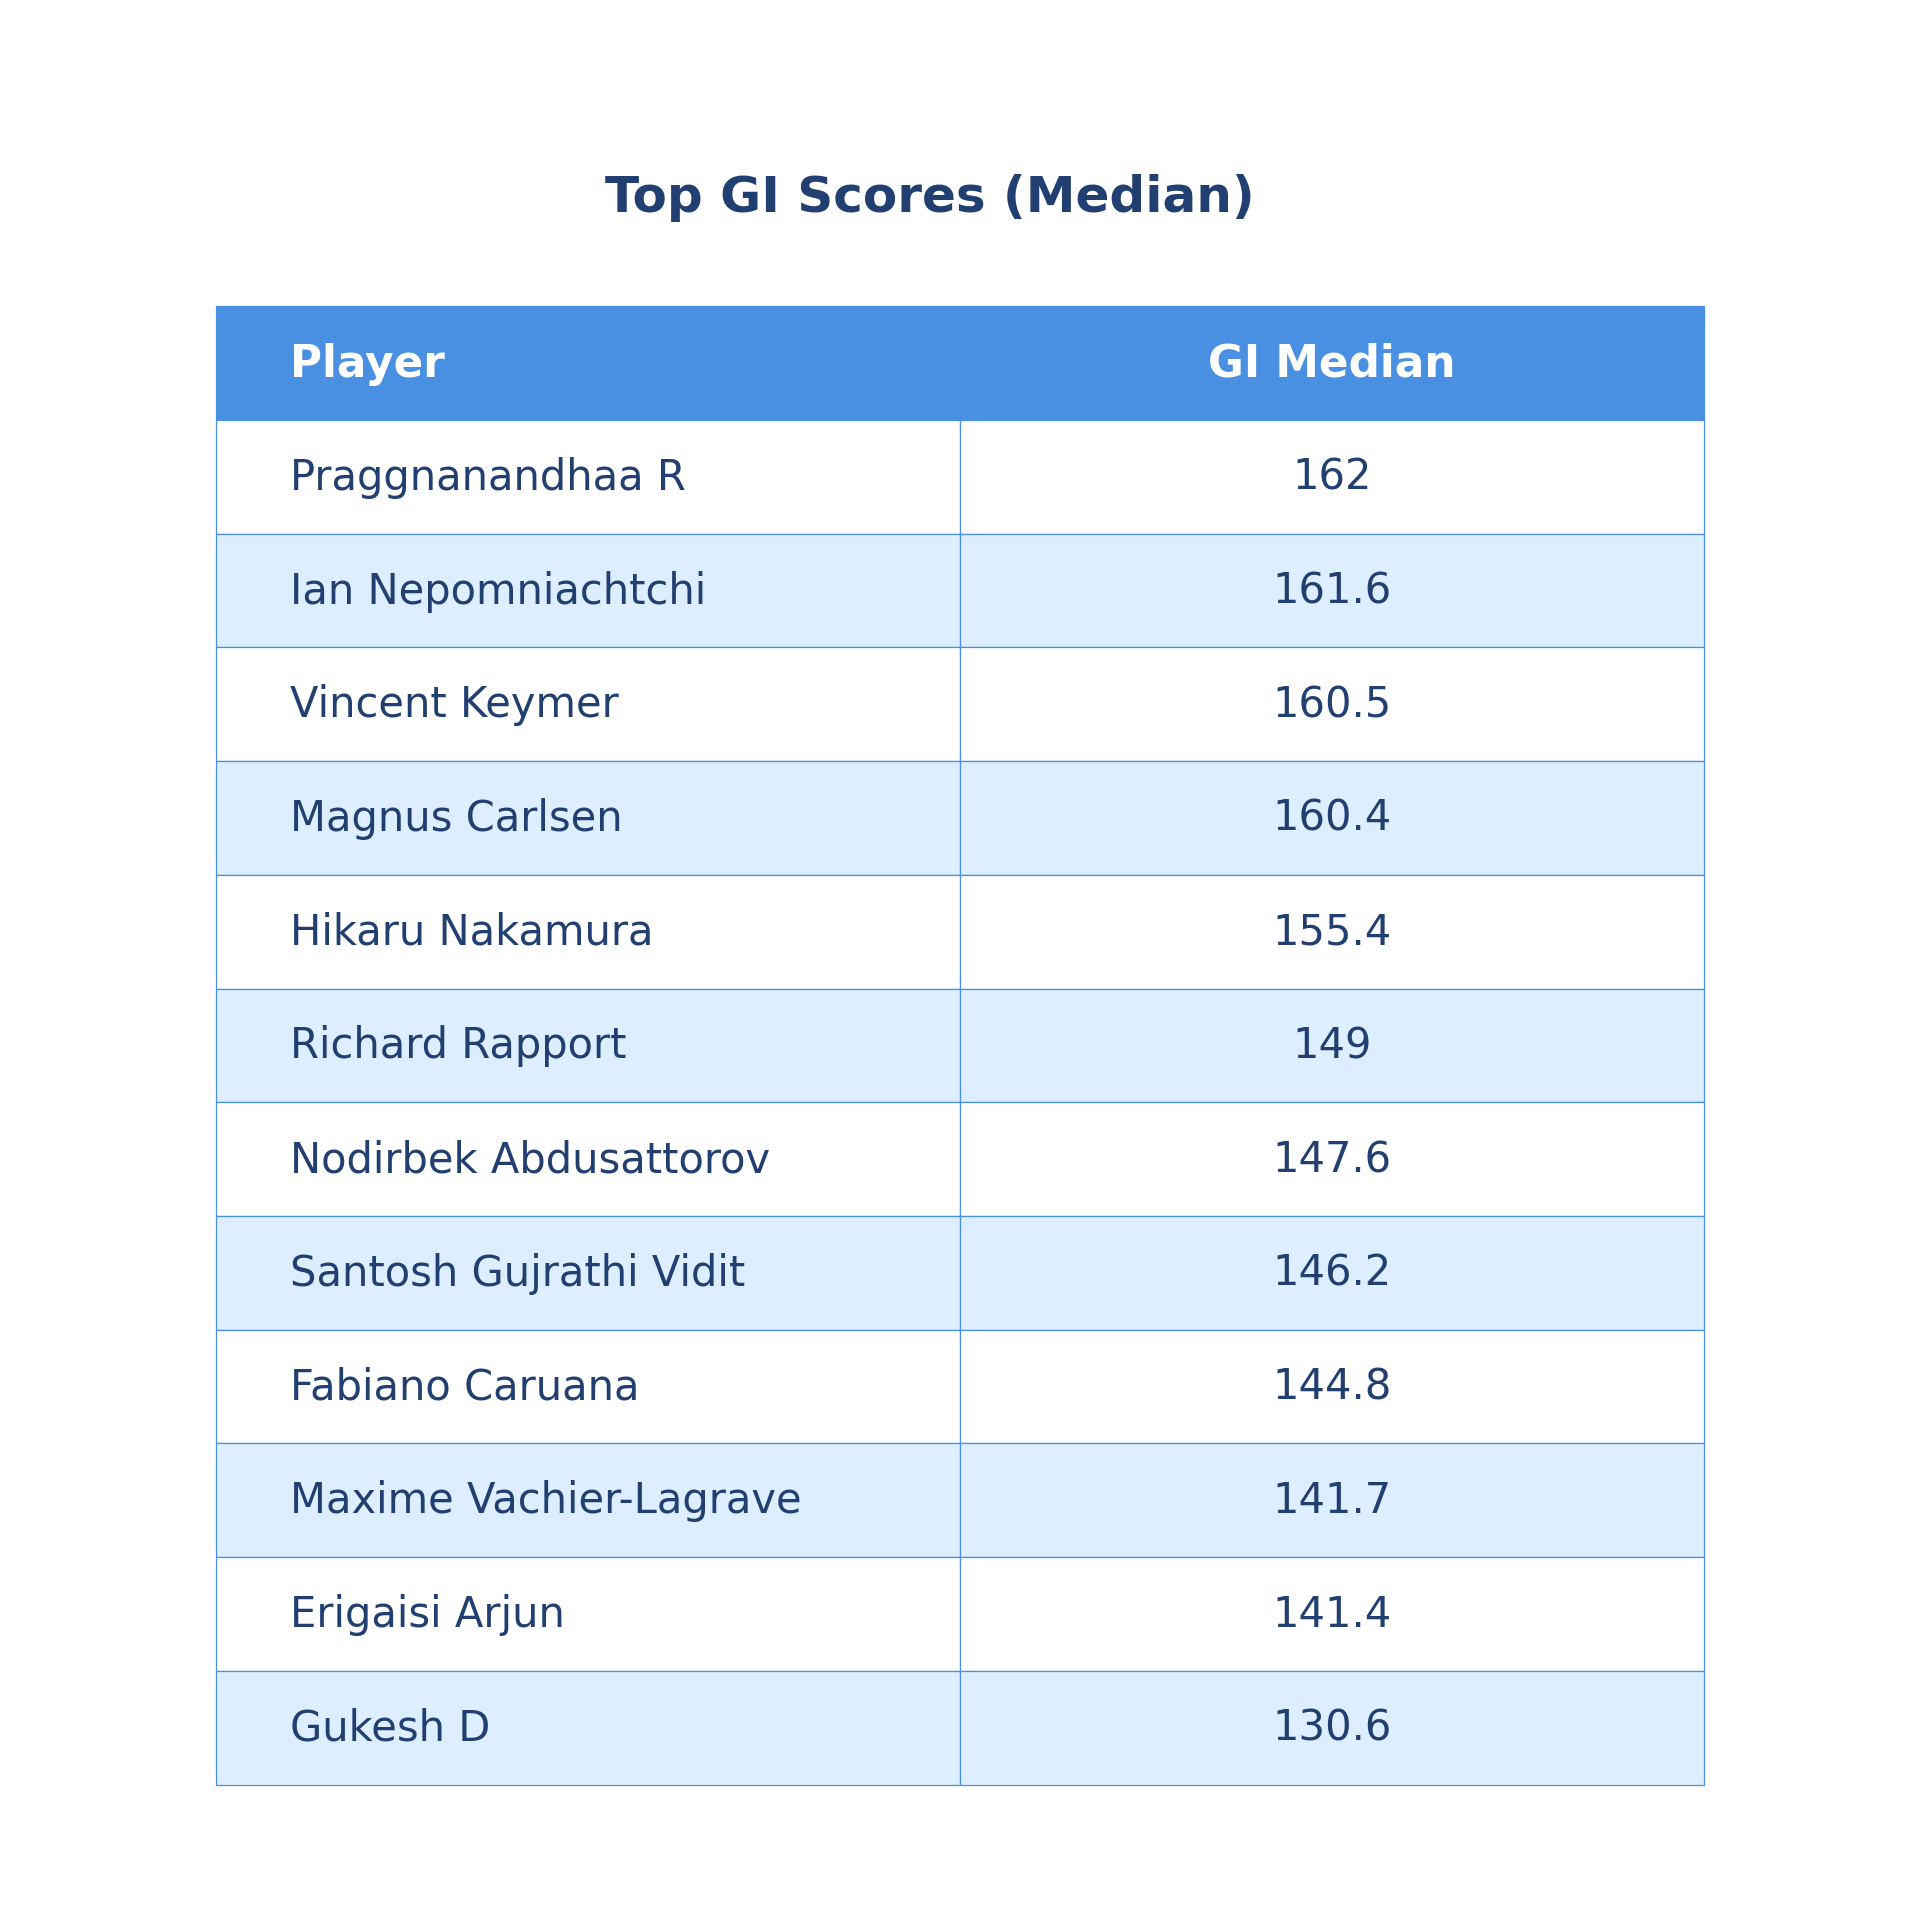 Top GI Scores (Median)
Player GI Median
Praggnanandhaa R 162
Ian Nepomniachtchi 161.6
Vincent Keymer 160.5
Magnus Carlsen 160.4
Hikaru Nakamura 155.4
Richard Rapport 149
Nodirbek Abdusattorov 147.6
Santosh Gujrathi Vidit 146.2
Fabiano Caruana 144.8
Maxime Vachier-Lagrave 141.7
Erigaisi Arjun 141.4
Gukesh D 130.6